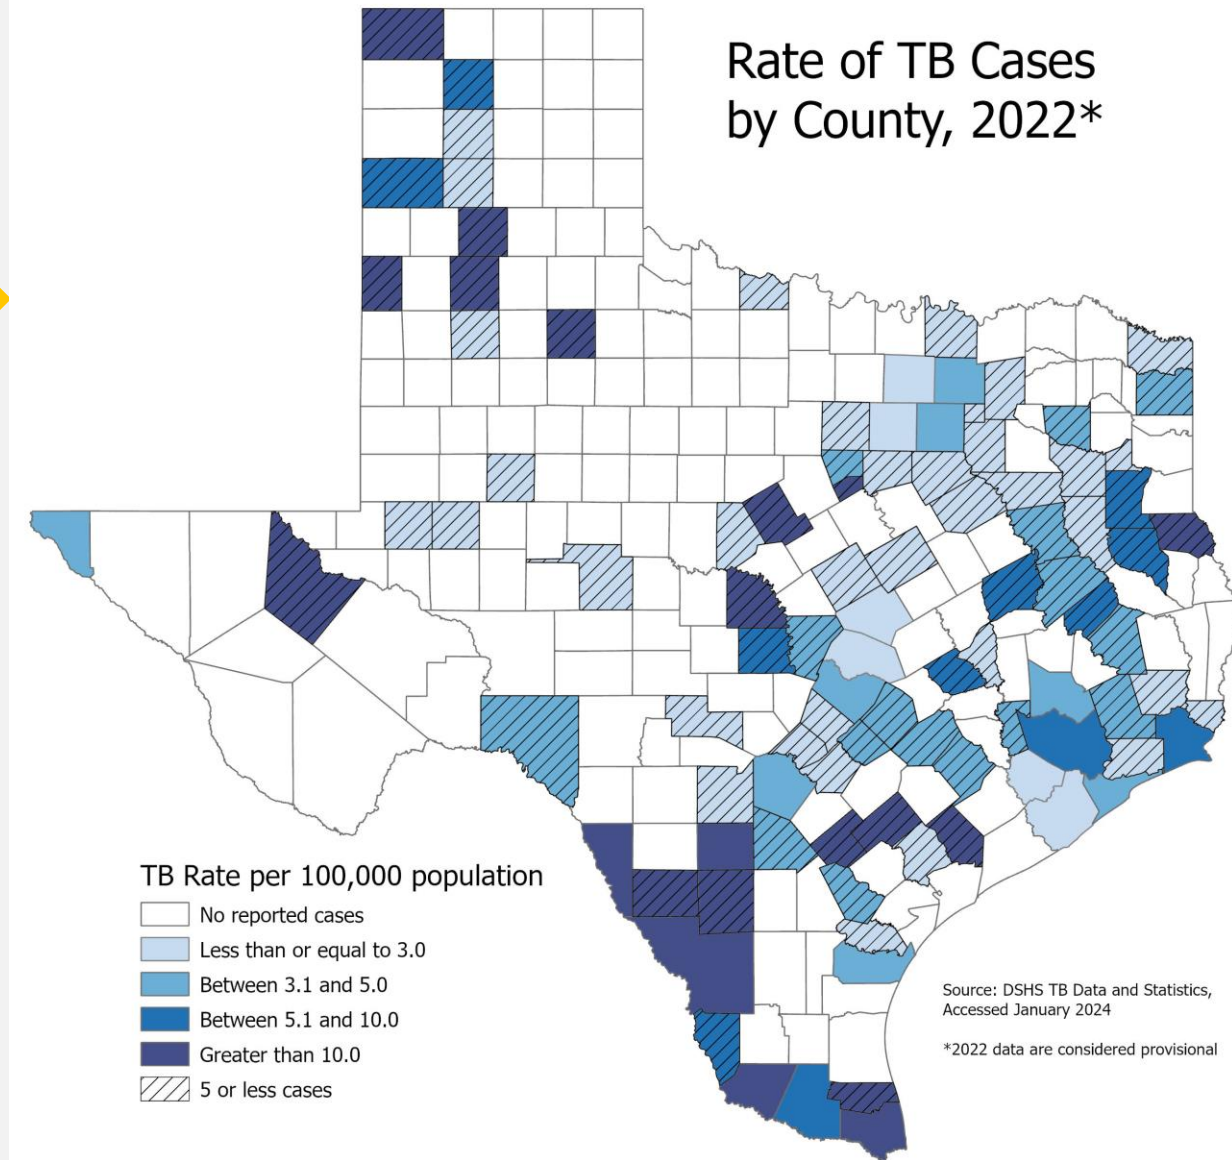 Rate of TB Cases
by County, 2022*
TB Rate per 100,000 population
No reported cases
Less than or equal to 3.0
Between 3.1 and 5.0
Between 5.1 and 10.0
Greater than 10.0
5 or less cases
Source: DSHS TB Data and Statistics,
Accessed January 2024
*2022 data are considered provisional